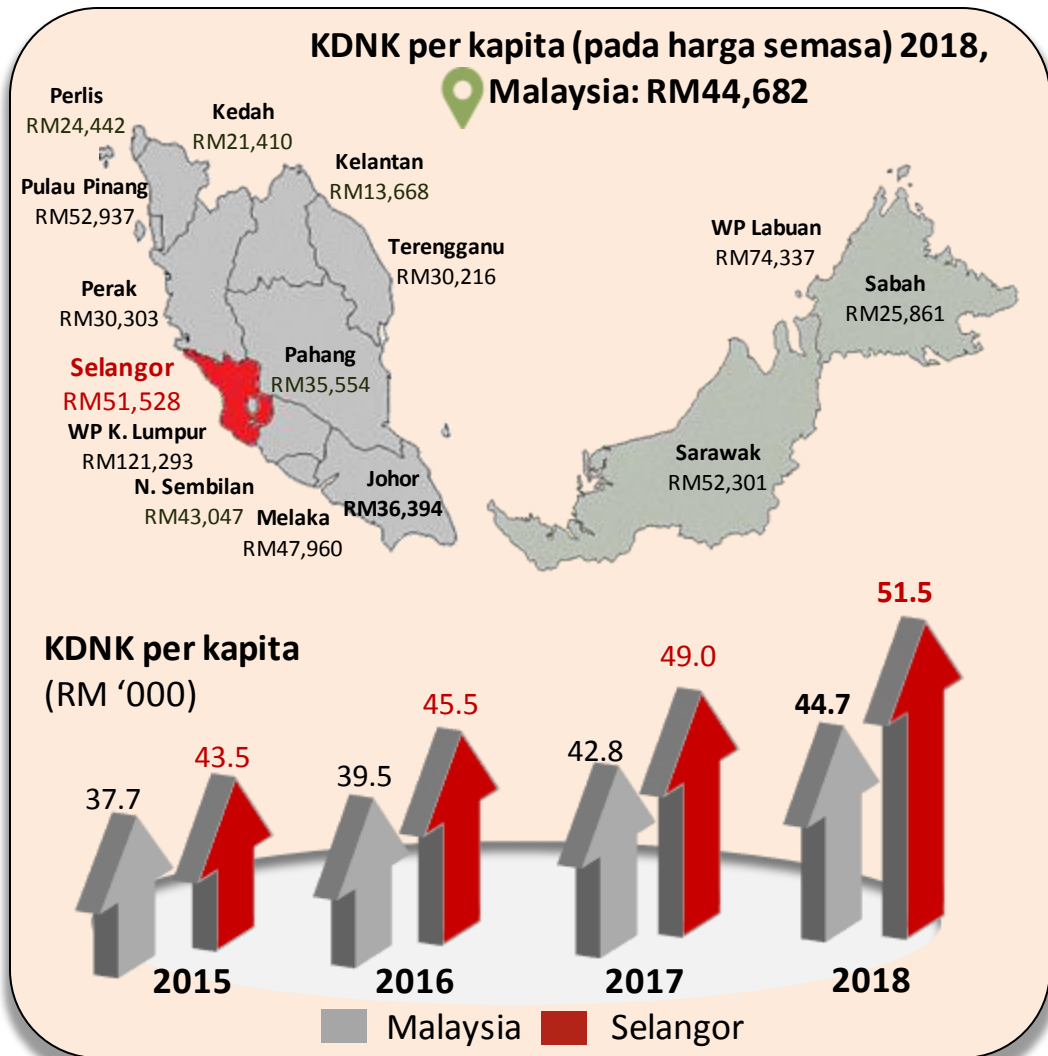 KDNK per kapita (pada harga semasa) 2018,
Malaysia: RM44,682
Perlis
RM24,442
Kedah
RM21,410
Kelantan
RM13,668
Pulau Pinang
RM52,937
Terengganu
RM30,216
WP Labuan
RM74,337
Sabah
RM25,861
Perak
RM30,303
Pahang
RM35,554
Selangor
RM51,528
WP K. Lumpur
RM121,293
N. Sembilan
RM43,047
Melaka
RM47,960
Johor
RM36,394
Sarawak
RM52,301
KDNK per kapita
(RM ‘000)
37.7
43.5
39.5
45.5
42.8
49.0
44.7
51.5
2015
2016
2017
2018
Malaysia
Selangor